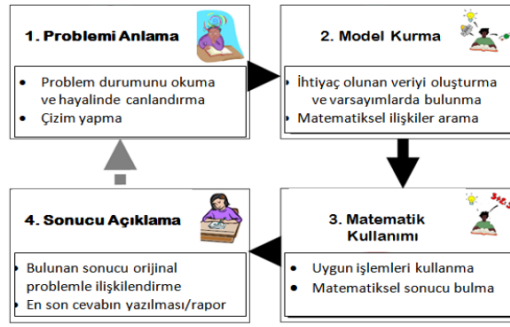 1. Problemi Anlama
• Problem durumunu okuma
ve hayalinde canlandırma
• Çizim yapma
2. Model Kurma
• İhtiyaç olunan veriyi oluşturma
ve varsayımlarda bulunma
• Matematiksel ilişkiler arama
3. Matematik
Kullanımı
• Uygun işlemleri kullanma
• Matematiksel sonucu bulma
4. Sonucu Açıklama
• Bulunan sonucu orijinal
problemle ilişkilendirme
• En son cevabın yazılması/rapor